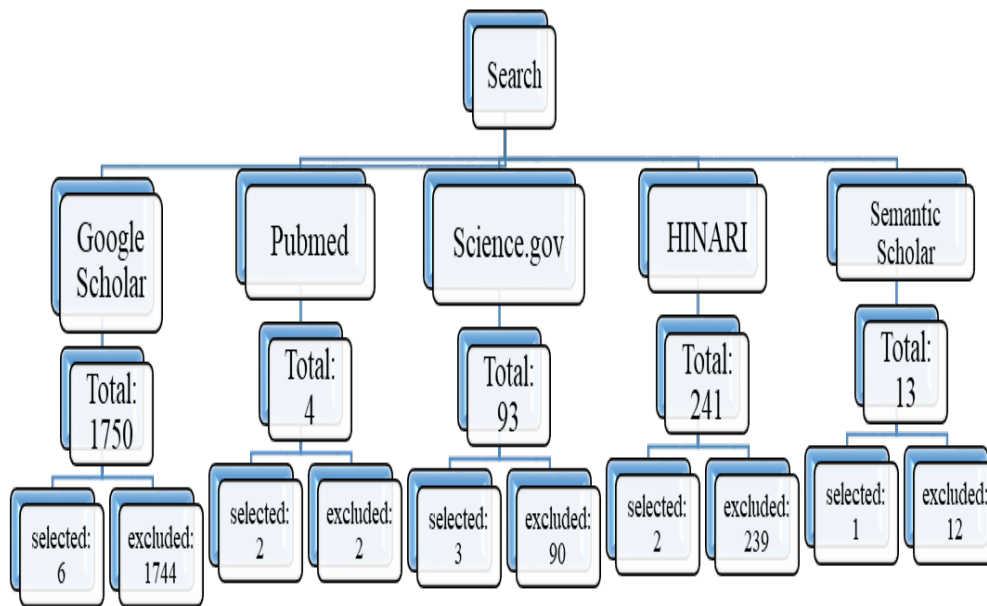 Search
Google
Scholar
Pubmed
Science.gov
HINARI
Semantic
Scholar
Total:
1750
Total:
4
Total:
93
Total:
241
Total:
13
selected:
6
excluded:
1744
selected:
2
excluded:
2
selected:
3
excluded:
90
selected:
2
excluded:
239
selected:
1
excluded:
12